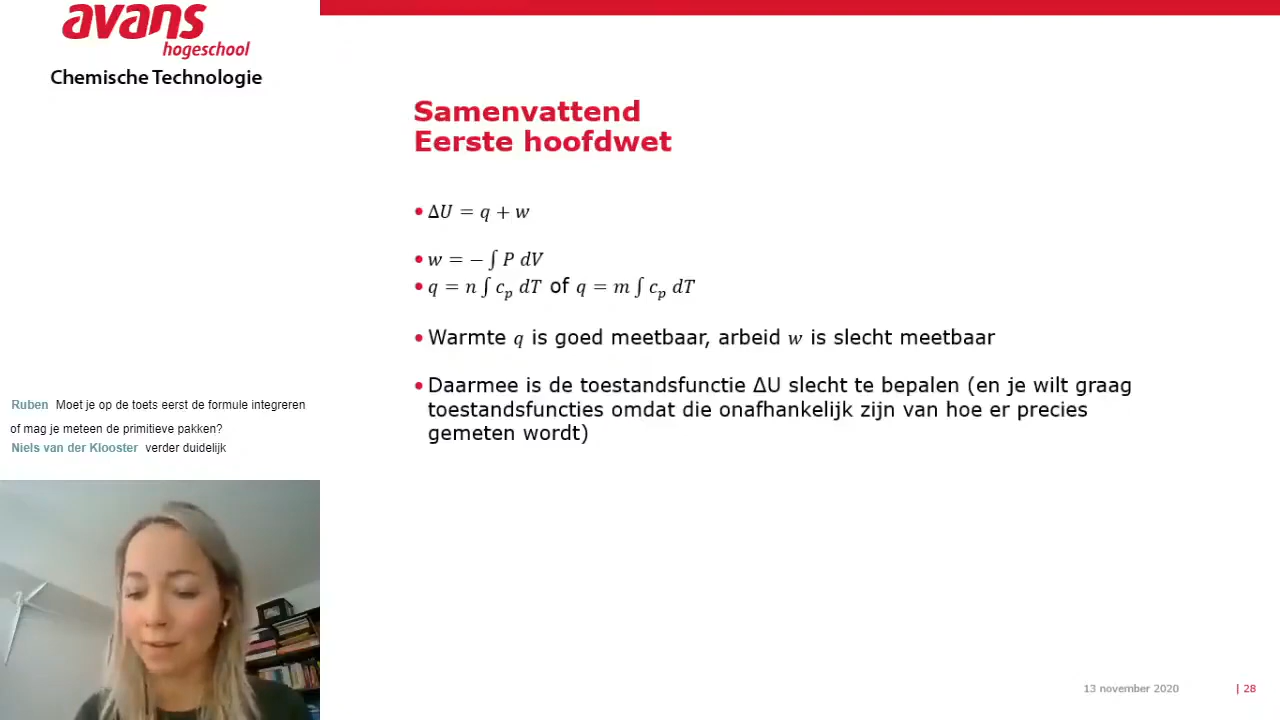 avans
hogeschool
Chemische Technologie
Samenvattend
Eerste hoofdwet
• ΔU = q + w
• w = − ∫ P dV
• q = n ∫ cₚ dT of q = m ∫ cₚ dT
• Warmte q is goed meetbaar, arbeid w is slecht meetbaar
• Daarmee is de toestandsfunctie ΔU slecht te bepalen (en je wilt graag
toestandsfuncties omdat die onafhankelijk zijn van hoe er precies
gemeten wordt)
Ruben Moet je op de toets eerst de formule integreren
of mag je meteen de primitieve pakken?
Niels van der Klooster verder duidelijk
13 november 2020 | 28